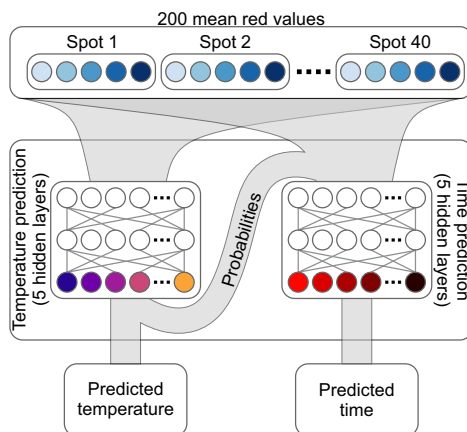 200 mean red values
Spot 1
Spot 2
Spot 40
Temperature prediction
(5 hidden layers)
Probabilities
Time prediction
(5 hidden layers)
Predicted
temperature
Predicted
time